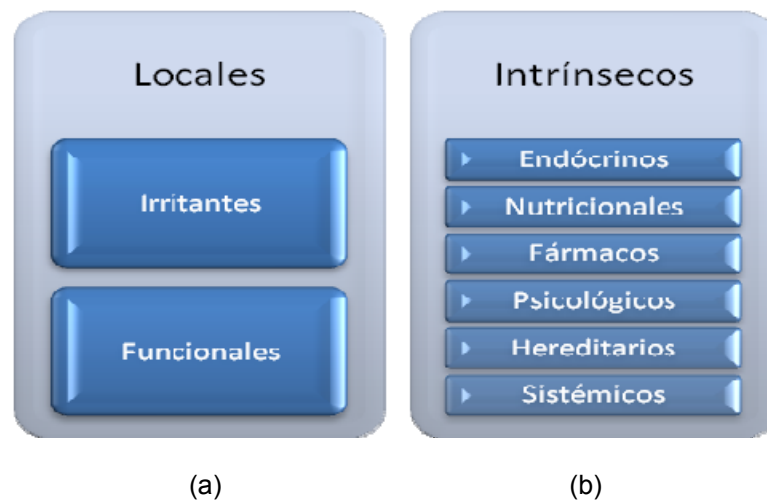 Locales
Irritantes
Funcionales
(a)
Intrínsecos
Endócrinos
Nutricionales
Fármacos
Psicológicos
Hereditarios
Sistémicos
(b)